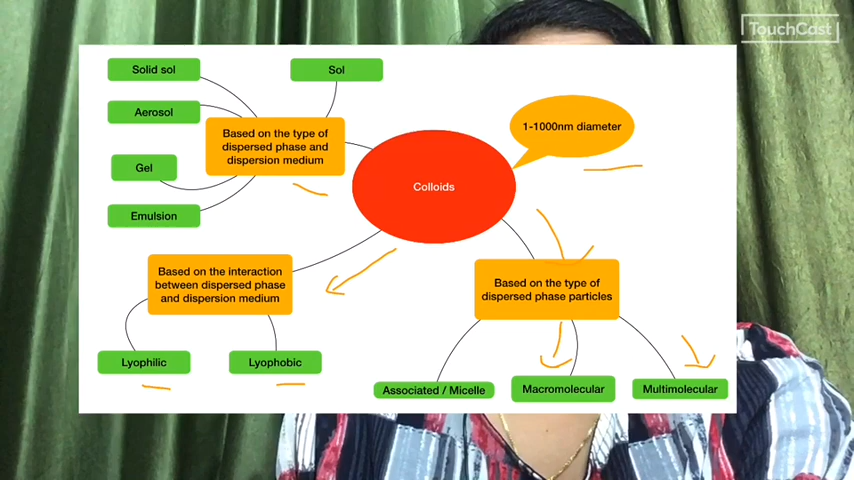 TouchCast
Solid sol
Sol
Aerosol
Based on the type of
dispersed phase and
dispersion medium
1-1000nm diameter
Gel
Colloids
Emulsion
Based on the interaction
between dispersed phase
and dispersion medium
Based on the type of
dispersed phase particles
Lyophilic
Lyophobic
Associated / Micelle
Macromolecular
Multimolecular